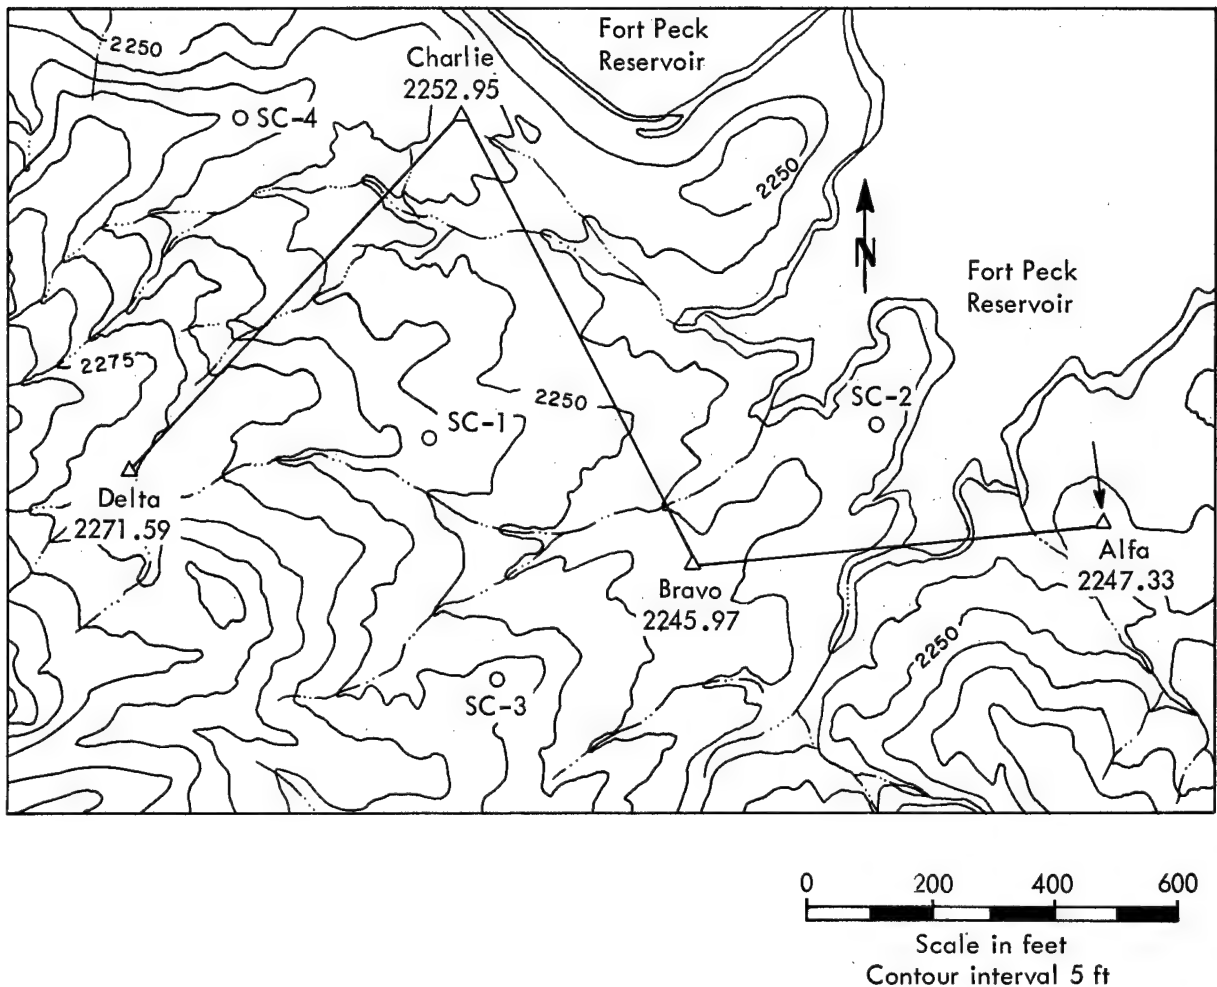 Fort Peck
Reservoir
2250
Charlie
2252.95
SC-4
2250
N
Fort Peck
Reservoir
2275
2250
SC-1
SC-2
Delta
2271.59
Alfa
2247.33
Bravo
2245.97
2250
SC-3
0 200 400 600
Scale in feet
Contour interval 5 ft